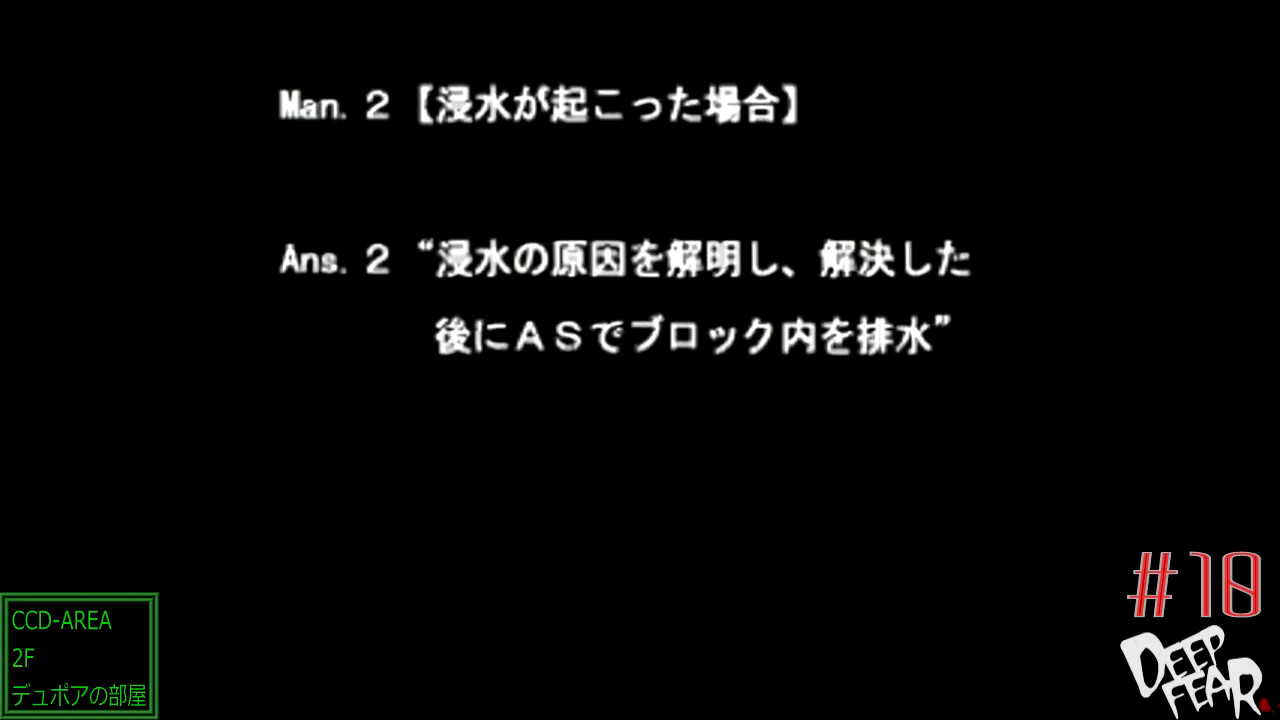 Man. 2 【浸水が起こった場合】
Ans. 2 “浸水の原因を解明し、解決した
後にＡＳでブロック内を排水”
#10
DEEP
FEAR
CCD-AREA
2F
デュポアの部屋